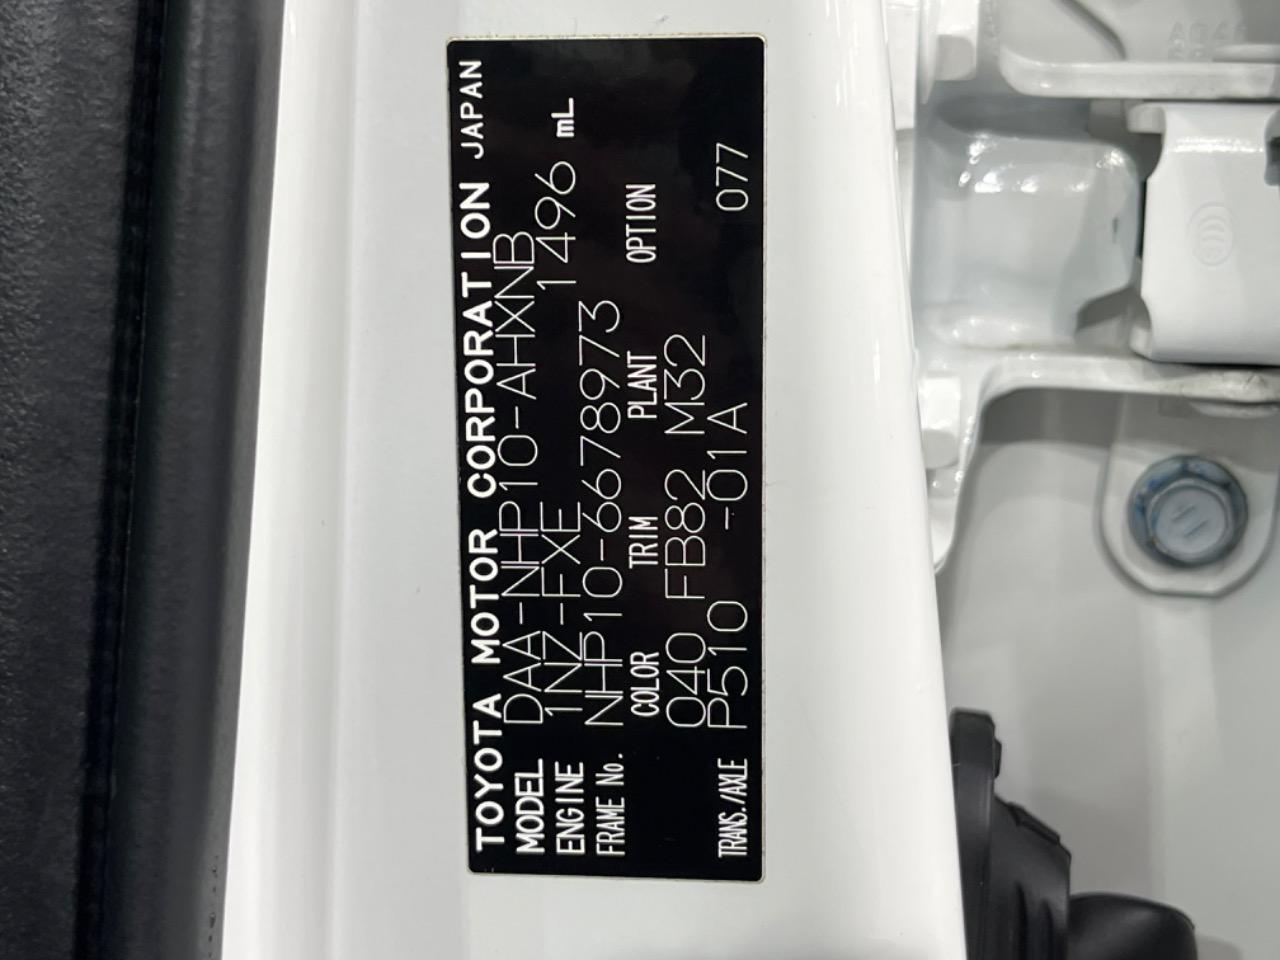 TOYOTA MOTOR CORPORATION JAPAN
MODEL DAA-NHP10-AHXNB
ENGINE 1NZ-FXE 1496 mL
FRAME No. NHP10-6678973
COLOR TRIM PLANT OPTION
040 FB82 M32
TRANS./AXLE P510 -01A 077